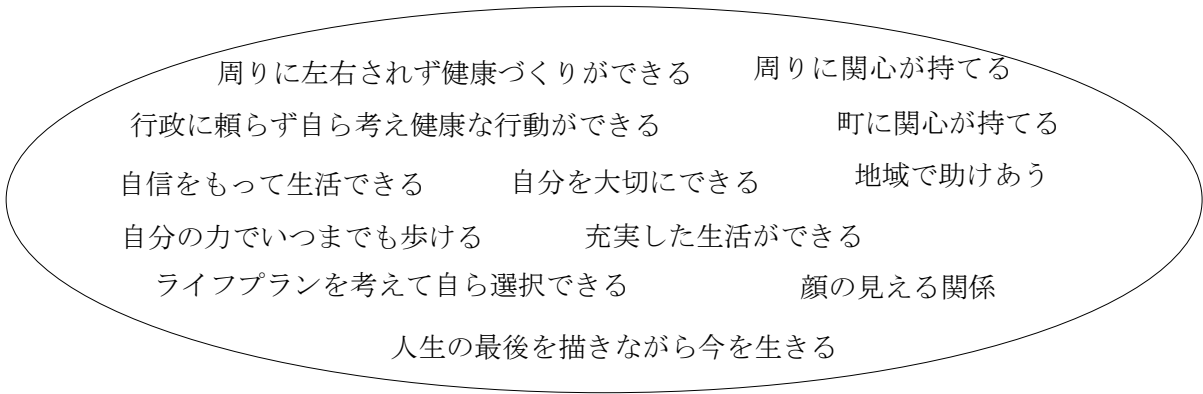 周りに左右されず健康づくりができる
周りに関心が持てる
行政に頼らず自ら考え健康な行動ができる
町に関心が持てる
自信をもって生活できる
自分を大切にできる
地域で助けあう
自分の力でいつまでも歩ける
充実した生活ができる
ライフプランを考えて自ら選択できる
顔の見える関係
人生の最後を描きながら今を生きる